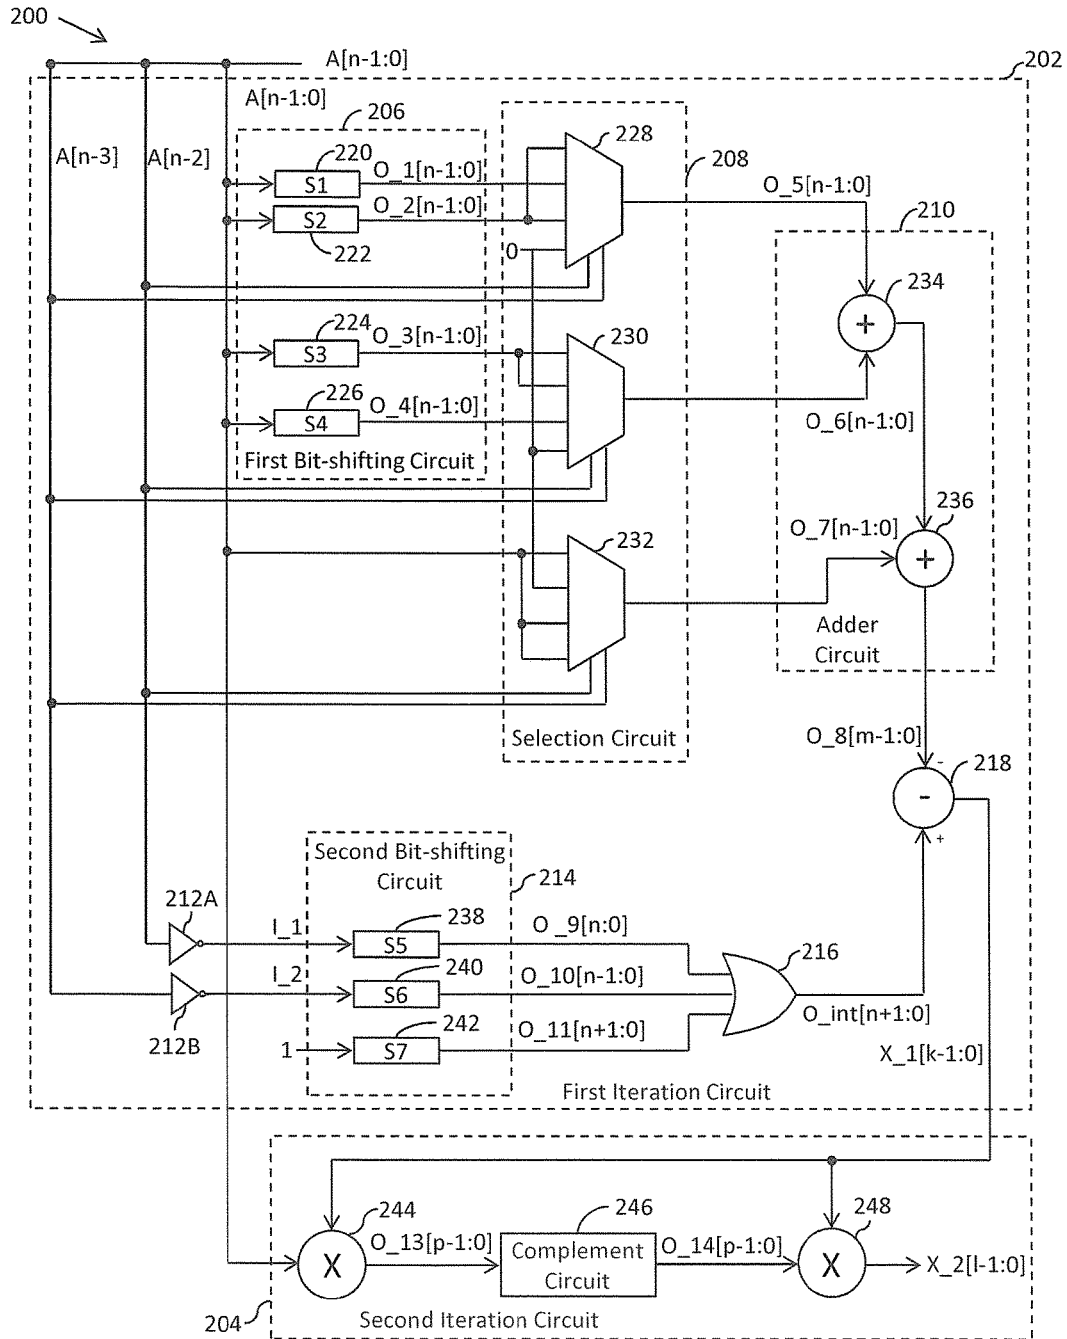 200
A[n-1:0]
202
A[n-1:0]
206
228
A[n-3]
A[n-2]
220
208
S1
O_1[n-1:0]
O_5[n-1:0]
S2
O_2[n-1:0]
210
222
0
234
+
224
O_3[n-1:0]
230
S3
226
O_4[n-1:0]
S4
O_6[n-1:0]
First Bit-shifting Circuit
236
O_7[n-1:0]
232
+
Adder
Circuit
Selection Circuit
O_8[m-1:0]
-
218
-
+
Second Bit-shifting
Circuit
214
212A
I_1
238
O _9[n:0]
S5
216
I_2
240
O_10[n-1:0]
S6
O_int[n+1:0]
212B
242
O_11[n+1:0]
1
S7
X_1[k-1:0]
First Iteration Circuit
244
246
248
O_13[p-1:0]
O_14[p-1:0]
X
Complement
Circuit
X
X_2[l-1:0]
204
Second Iteration Circuit